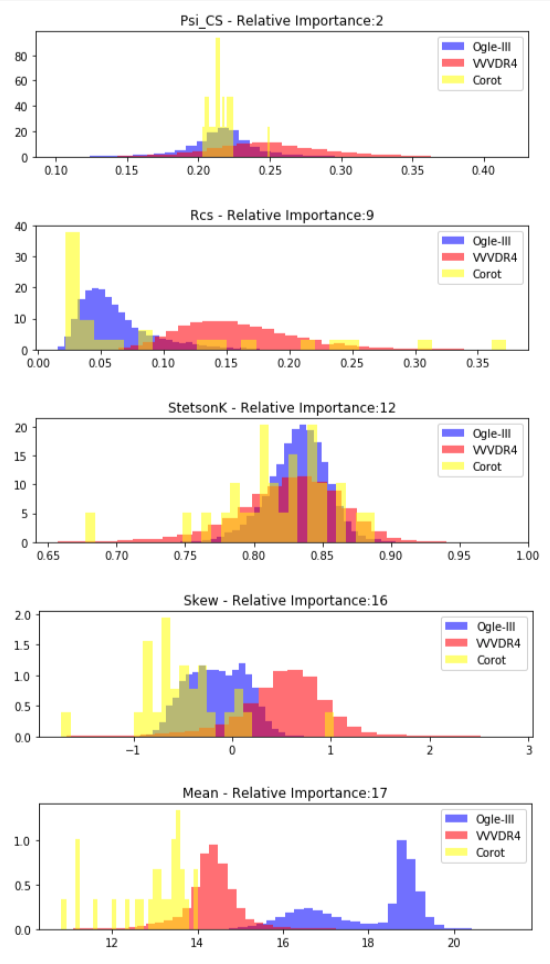 Psi_CS - Relative Importance:2
Ogle-III
VVVDR4
Corot
80
60
40
20
0
0.10 0.15 0.20 0.25 0.30 0.35 0.40
Rcs - Relative Importance:9
Ogle-III
VVVDR4
Corot
40
30
20
10
0
0.00 0.05 0.10 0.15 0.20 0.25 0.30 0.35
StetsonK - Relative Importance:12
Ogle-III
VVVDR4
Corot
20
15
10
5
0
0.65 0.70 0.75 0.80 0.85 0.90 0.95 1.00
Skew - Relative Importance:16
Ogle-III
VVVDR4
Corot
2.0
1.5
1.0
0.5
0.0
−1 0 1 2 3
Mean - Relative Importance:17
Ogle-III
VVVDR4
Corot
1.0
0.5
0.0
12 14 16 18 20